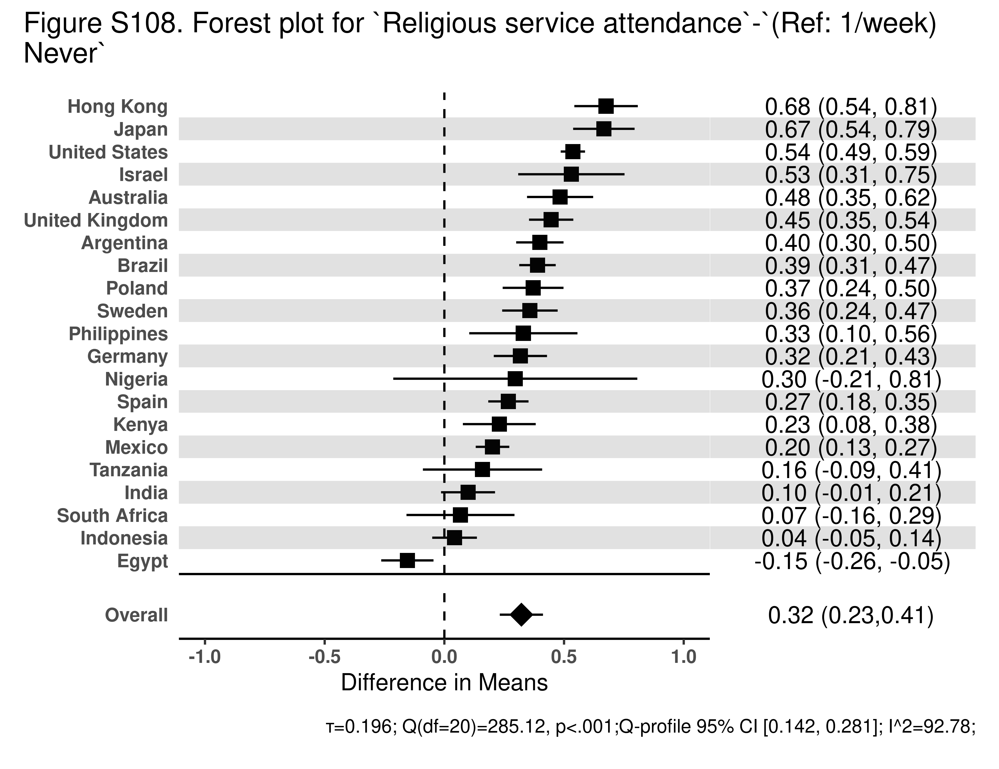 Figure S108. Forest plot for `Religious service attendance`-`(Ref: 1/week)
Never`
Hong Kong 0.68 (0.54, 0.81)
Japan 0.67 (0.54, 0.79)
United States 0.54 (0.49, 0.59)
Israel 0.53 (0.31, 0.75)
Australia 0.48 (0.35, 0.62)
United Kingdom 0.45 (0.35, 0.54)
Argentina 0.40 (0.30, 0.50)
Brazil 0.39 (0.31, 0.47)
Poland 0.37 (0.24, 0.50)
Sweden 0.36 (0.24, 0.47)
Philippines 0.33 (0.10, 0.56)
Germany 0.32 (0.21, 0.43)
Nigeria 0.30 (-0.21, 0.81)
Spain 0.27 (0.18, 0.35)
Kenya 0.23 (0.08, 0.38)
Mexico 0.20 (0.13, 0.27)
Tanzania 0.16 (-0.09, 0.41)
India 0.10 (-0.01, 0.21)
South Africa 0.07 (-0.16, 0.29)
Indonesia 0.04 (-0.05, 0.14)
Egypt -0.15 (-0.26, -0.05)
Overall 0.32 (0.23,0.41)
-1.0 -0.5 0.0 0.5 1.0
Difference in Means
τ=0.196; Q(df=20)=285.12, p<.001;Q-profile 95% CI [0.142, 0.281]; I^2=92.78;